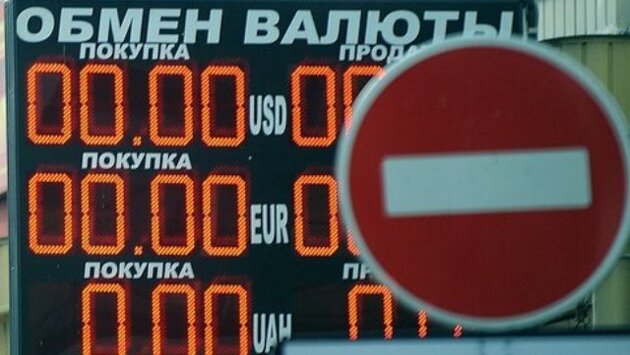 ОБМЕН ВАЛЮТЫ
ПОКУПКА
00.00 USD
ПОКУПКА
00.00 EUR
ПОКУПКА
0.00 UAH